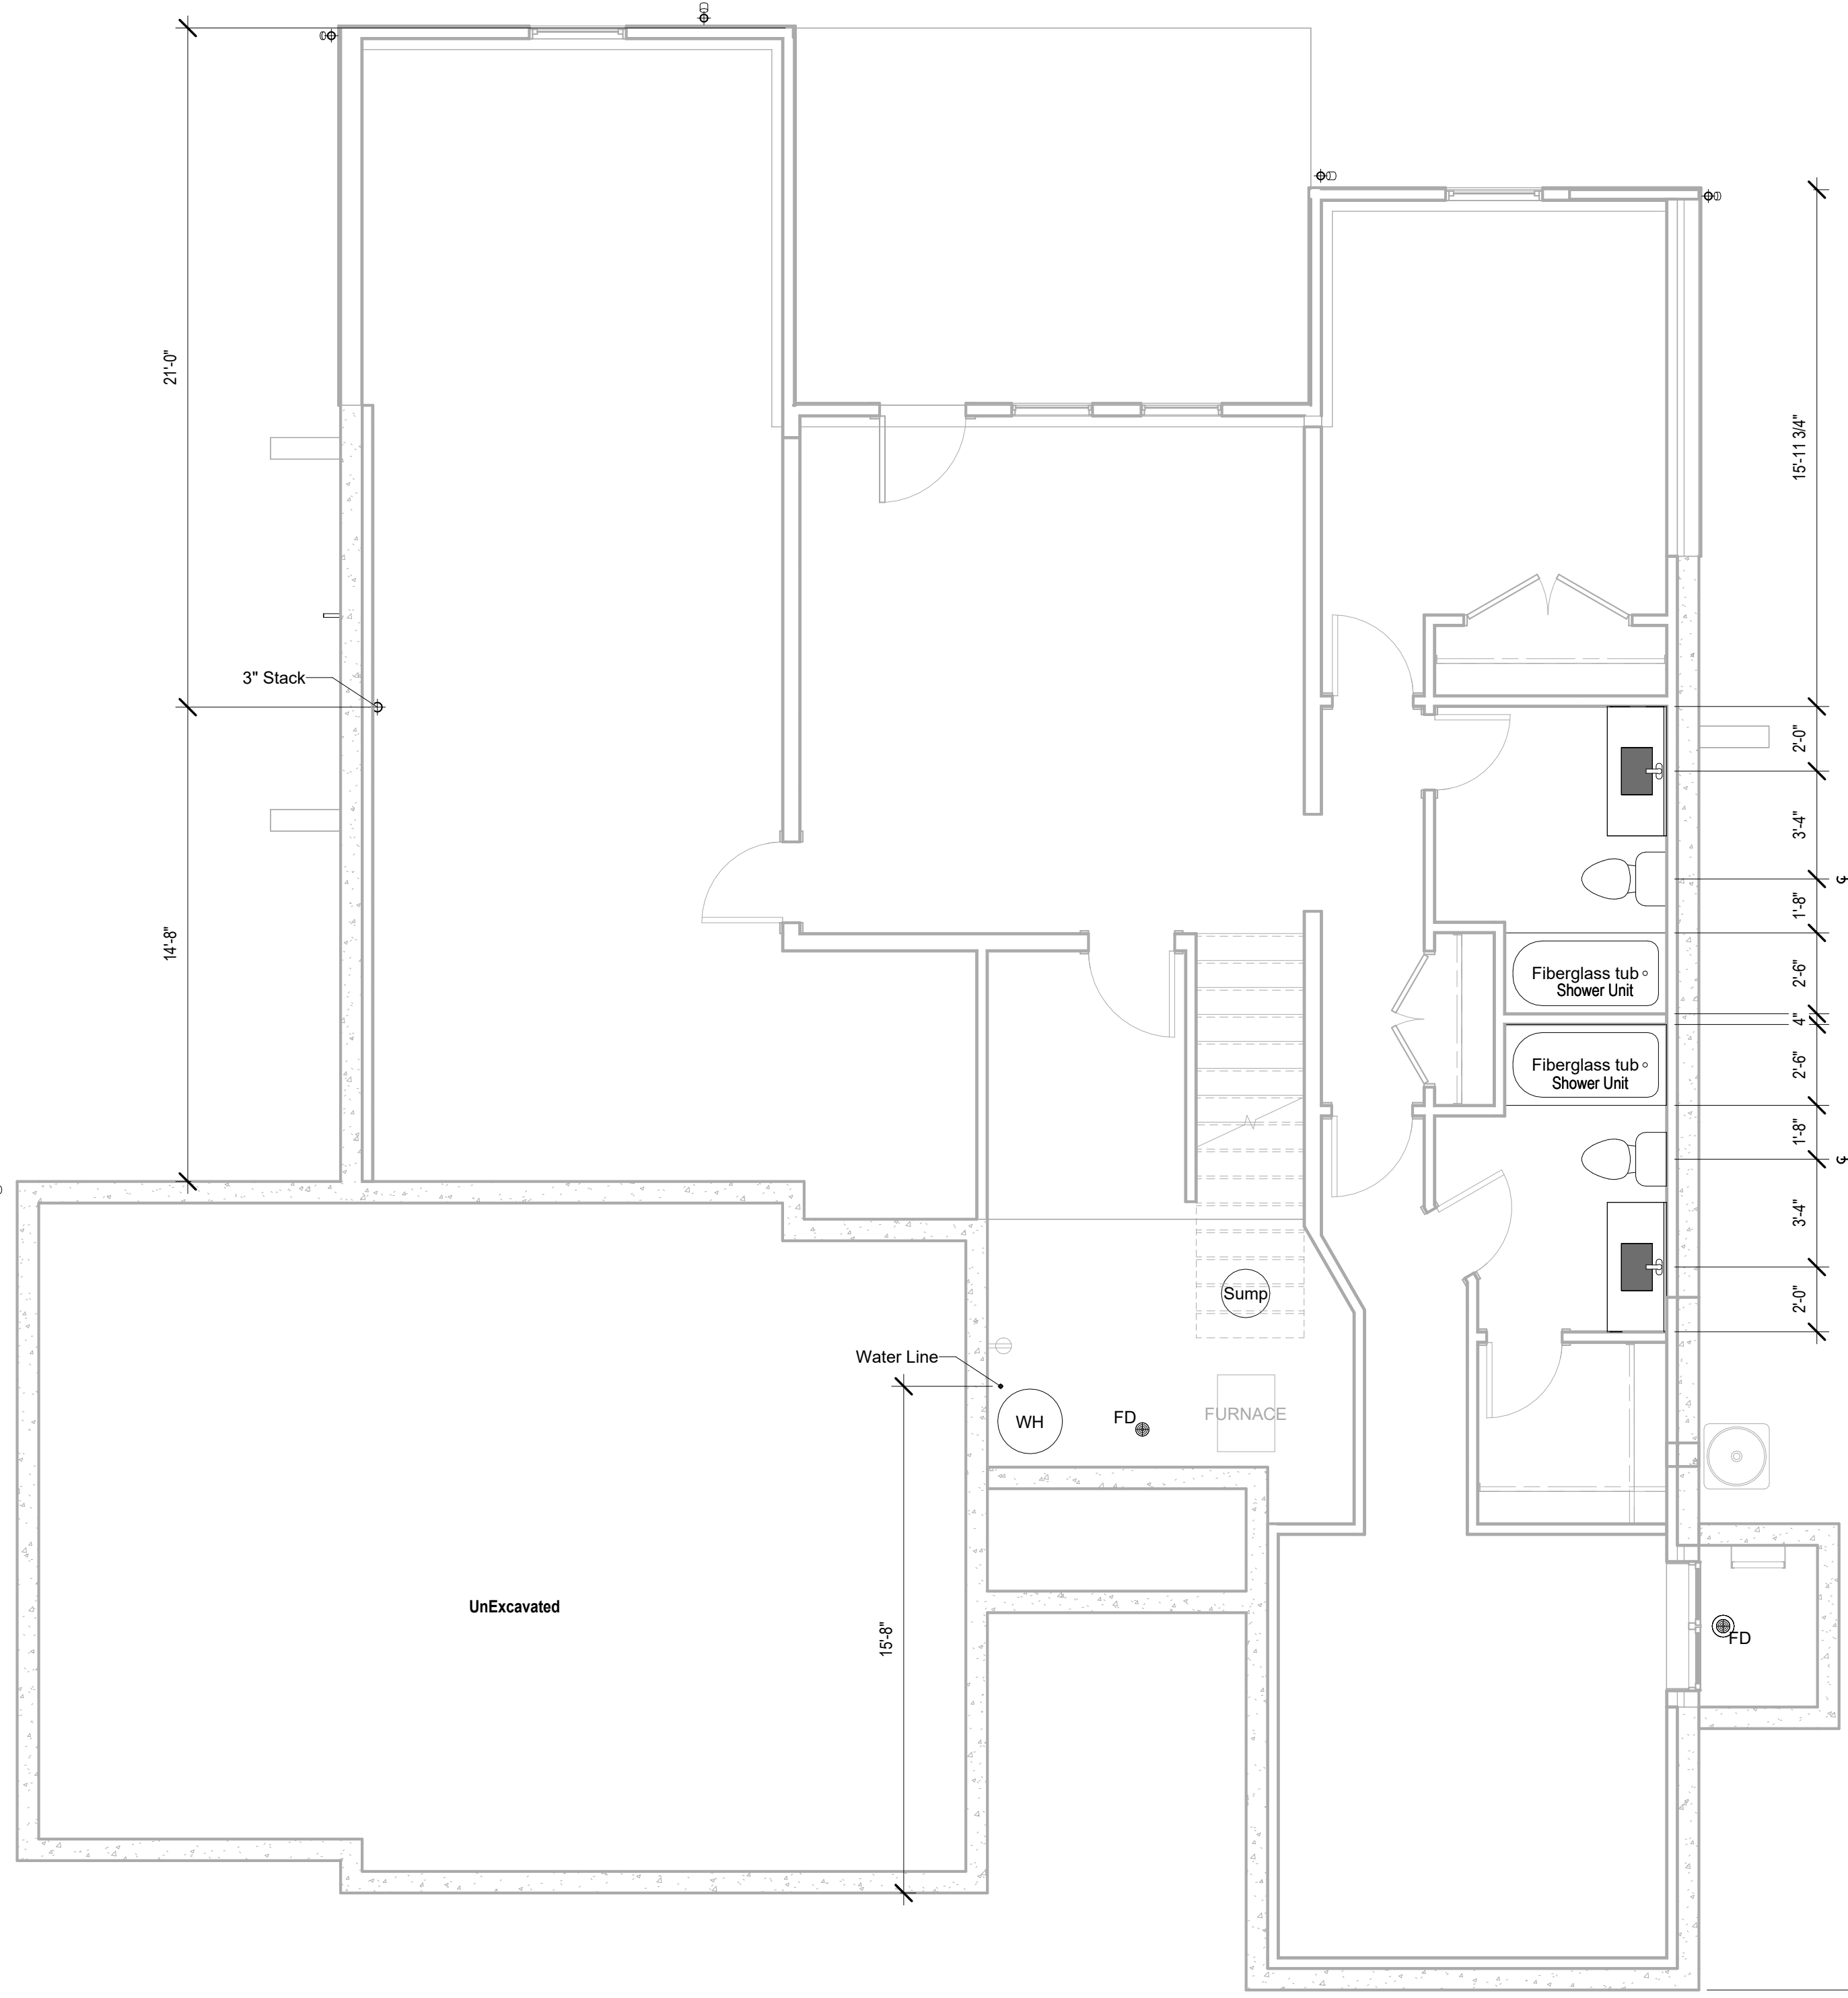 21'-0"
15'-11 3/4"
3" Stack
2'-0"
3'-4"
1'-8"
14'-8"
Fiberglass tub
Shower Unit
2'-6"
4"
Fiberglass tub
Shower Unit
2'-6"
1'-8"
3'-4"
Sump
2'-0"
Water Line
WH
FD
FURNACE
UnExcavated
15'-8"
FD